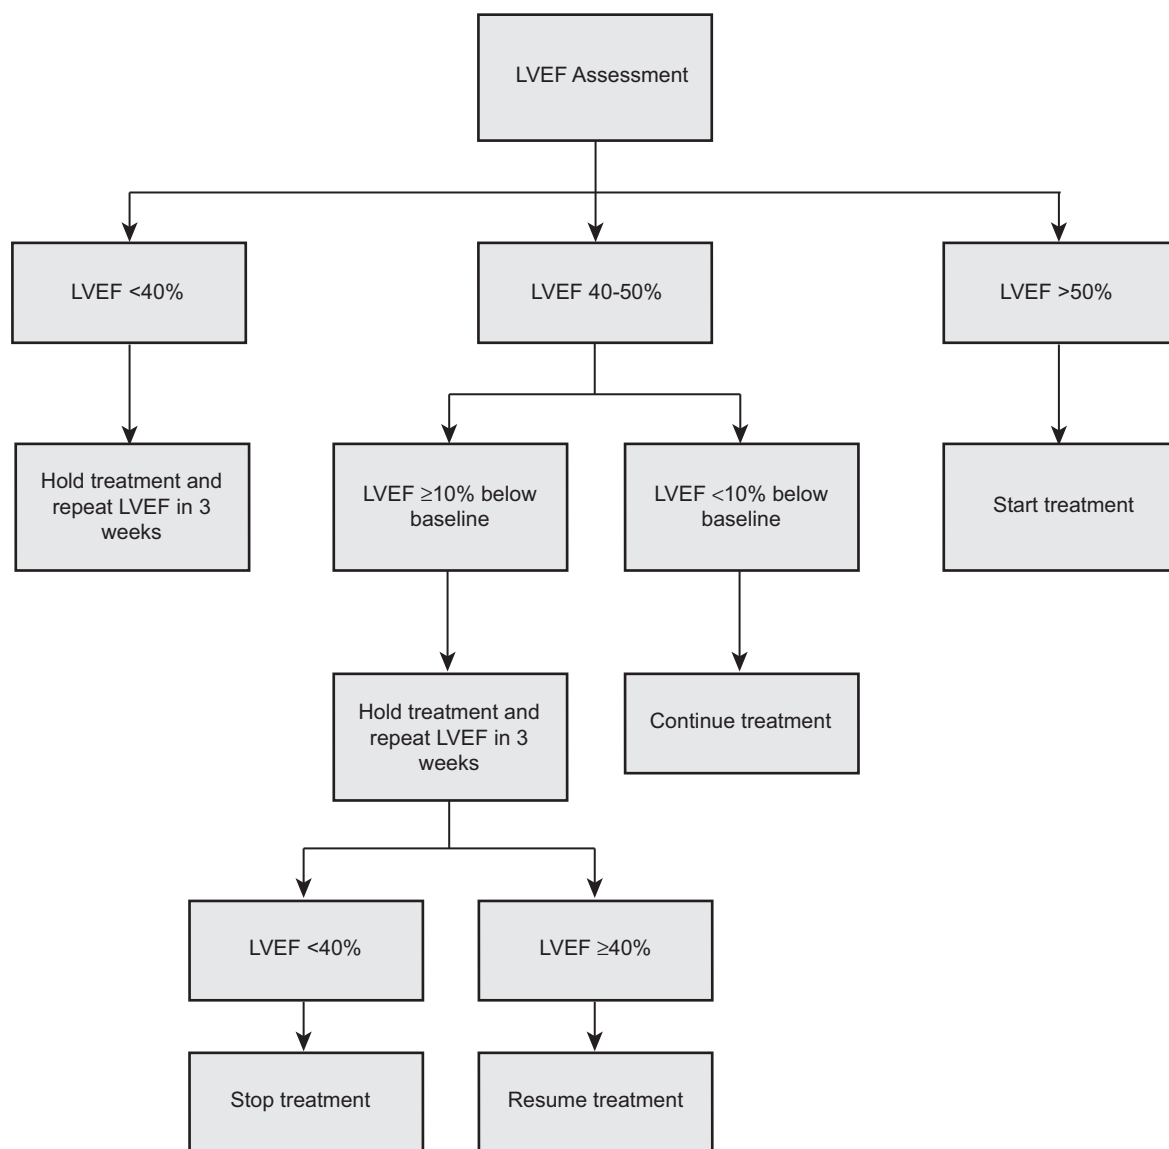 LVEF Assessment
LVEF <40%
LVEF 40-50%
LVEF >50%
Hold treatment and
repeat LVEF in 3
weeks
LVEF ≥10% below
baseline
LVEF <10% below
baseline
Start treatment
Hold treatment and
repeat LVEF in 3
weeks
Continue treatment
LVEF <40%
LVEF ≥40%
Stop treatment
Resume treatment